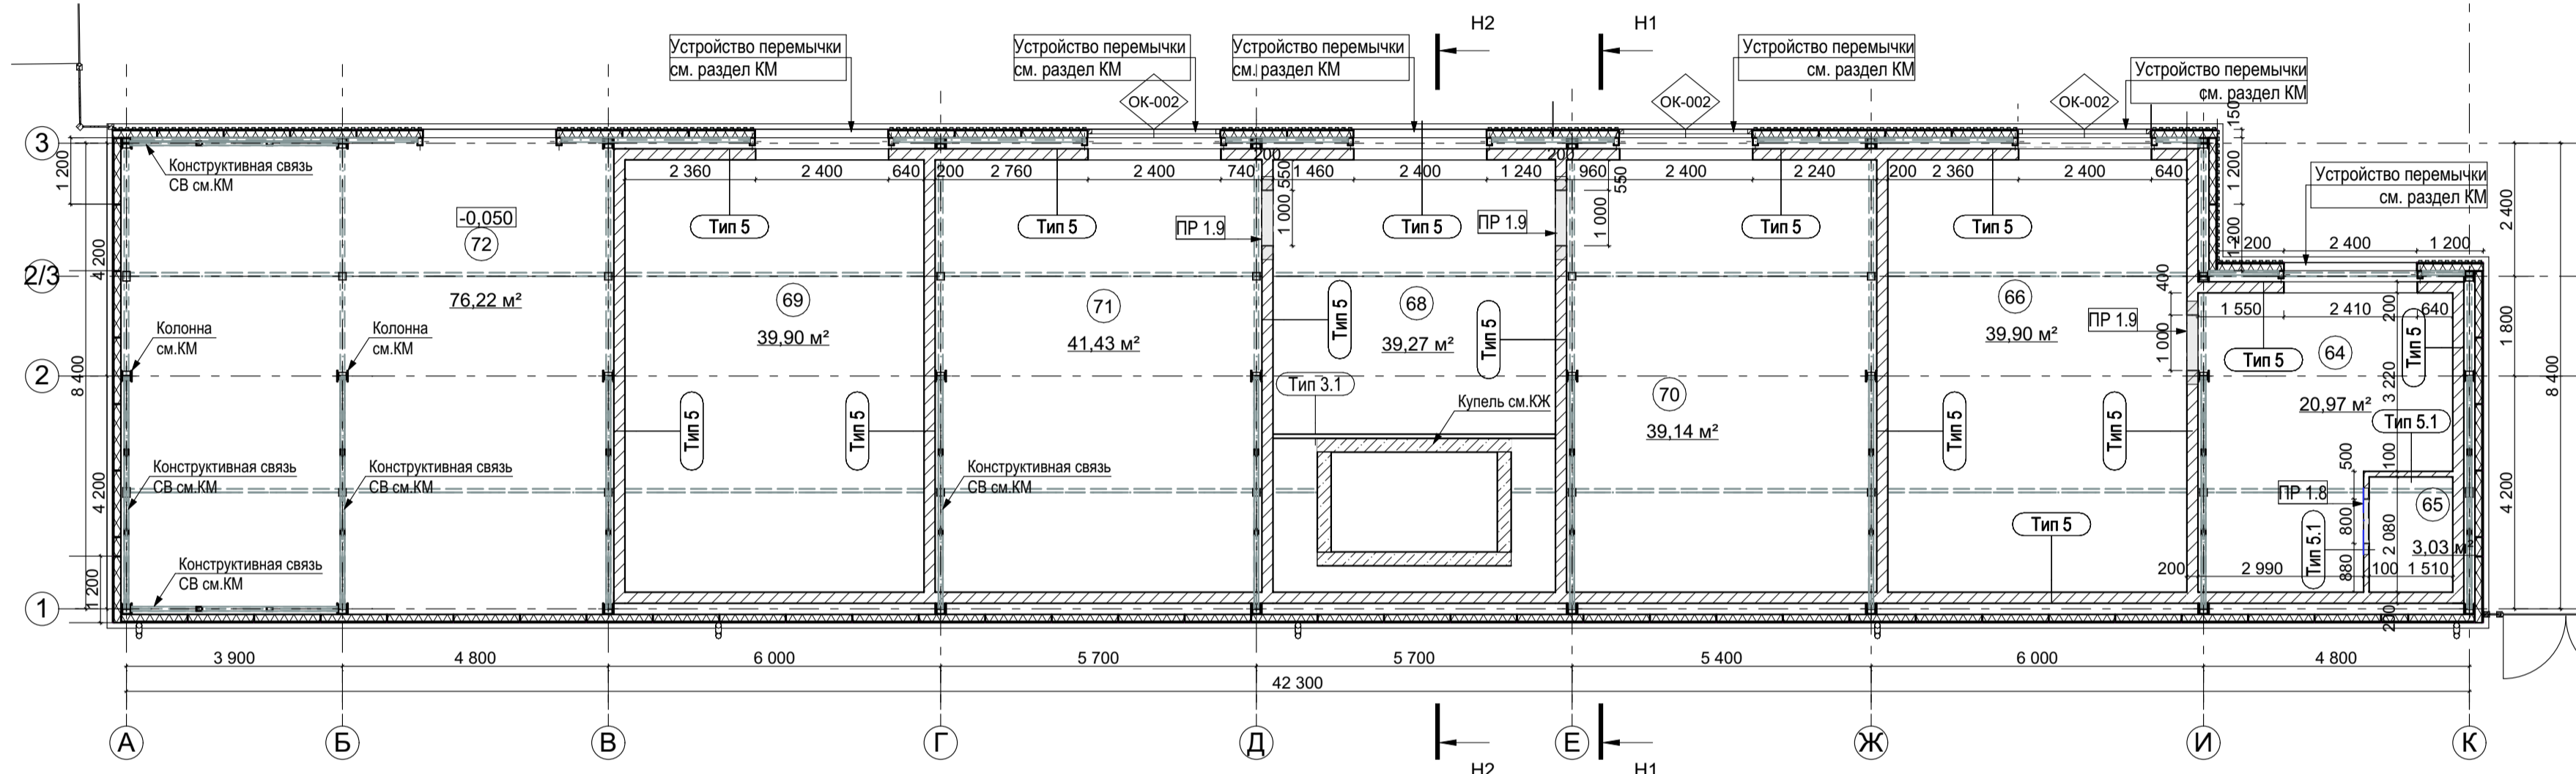 Н2
Н1
Устройство перемычки
см. раздел КМ
Устройство перемычки
см. раздел КМ
Устройство перемычки
см. раздел КМ
Устройство перемычки
см. раздел КМ
Устройство перемычки
см. раздел КМ
ОК-002
ОК-002
ОК-002
150
3
1 200
Конструктивная связь
СВ см.КМ
200
200
2 360
2 400
640
200
2 760
2 400
740
1 460
2 400
1 240
960
2 400
2 240
200
2 360
2 400
640
550
1 000
550
1 000
1 200
1 200
Устройство перемычки
см. раздел КМ
2 400
-0,050
72
76,22 м²
Тип 5
Тип 5
ПР 1.9
Тип 5
ПР 1.9
Тип 5
Тип 5
1 200
2 400
1 200
4 200
2/3
69
39,90 м²
71
41,43 м²
Тип 5
68
39,27 м²
Тип 5
66
39,90 м²
400
ПР 1.9
1 000
1 550
2 410
640
200
Тип 5
64
Тип 5
20,97 м²
1 800
Колонна
см.КМ
Колонна
см.КМ
2
8 400
8 400
3 220
Тип 3.1
Купель см.КЖ
70
39,14 м²
Тип 5
Тип 5
Тип 5
Тип 5
Тип 5.1
Конструктивная связь
СВ см.КМ
Конструктивная связь
СВ см.КМ
Конструктивная связь
СВ см.КМ
4 200
4 200
500
100
ПР 1.8
65
Тип 5
Тип 5.1
800
2 080
3,03 м²
880
Конструктивная связь
СВ см.КМ
1 200
200
2 990
100
1 510
1
200
3 900
4 800
6 000
5 700
5 700
5 400
6 000
4 800
42 300
А
Б
В
Г
Д
Е
Ж
И
К
Н2
Н1